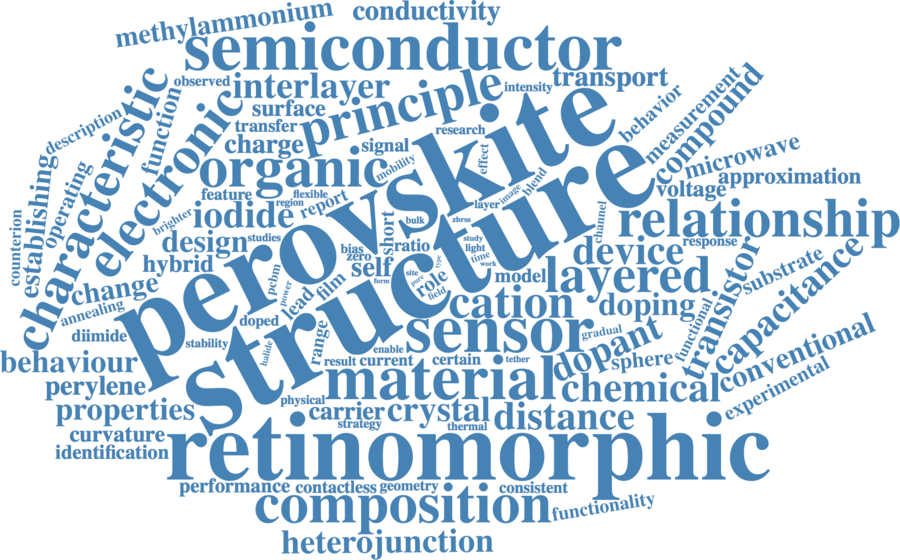 methylammonium
conductivity
semiconductor
observed
interlayer
intensity
transport
function
surface
principle
behavior
measurement
compound
description
characteristic
electronic
transfer
charge
signal
research
perovskite
structure
organic
mobility
effect
microwave
approximation
voltage
establishing
operating
feature
region
flexible
report
image
blend
layer
iodide
brighter
short
bulk
zbrss
channel
relationship
counterion
design
studies
bias
zero
ratio
study
light
time
work
device
response
hybrid
self
form
site
pure
type
role
field
model
layered
substrate
change
pcbm
power
lead
film
cation
doping
transistor
capacitance
annealing
diimide
doped
stability
range
sensor
gradual
functional
halide
enable
dopant
sphere
behaviour
result
current
certain
tether
conventional
perylene
material
chemical
experimental
properties
physical
carrier
crystal
distance
strategy
thermal
curvature
identification
retinomorphic
performance
contactless
geometry
consistent
composition
functionality
heterojunction